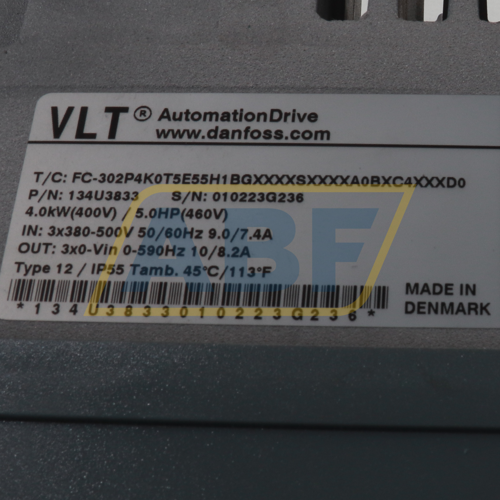 VLT® AutomationDrive
www.danfoss.com
T/C: FC-302P4K0T5E55H1BGXXXXSXXXXA0BXC4XXXD0
P/N: 134U3833 S/N: 010223G236
4.0kW(400V) / 5.0HP(460V)
IN: 3x380-500V 50/60Hz 9.0/7.4A
OUT: 3x0-Vin 0-590Hz 10/8.2A
Type 12 / IP55 Tamb. 45°C/113°F
*134U3833010223G236*
MADE IN
DENMARK
ABF